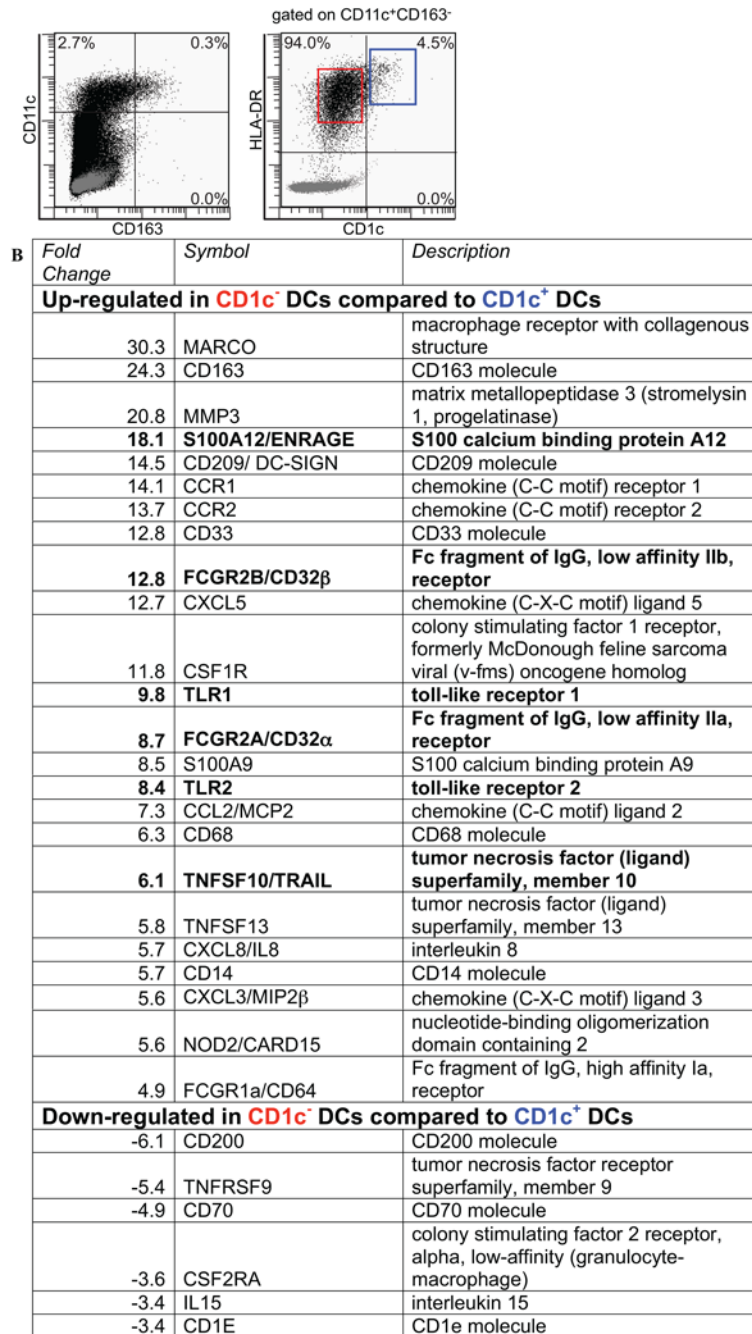 gated on CD11c⁺CD163⁻
2.7% 0.3%
CD11c
0.0%
CD163
94.0% 4.5%
HLA-DR
0.0%
CD1c
B
Fold Symbol Description
Change
Up-regulated in CD1c⁻ DCs compared to CD1c⁺ DCs
macrophage receptor with collagenous
30.3 MARCO structure
24.3 CD163 CD163 molecule
matrix metallopeptidase 3 (stromelysin
20.8 MMP3 1, progelatinase)
18.1 S100A12/ENRAGE S100 calcium binding protein A12
14.5 CD209/ DC-SIGN CD209 molecule
14.1 CCR1 chemokine (C-C motif) receptor 1
13.7 CCR2 chemokine (C-C motif) receptor 2
12.8 CD33 CD33 molecule
Fc fragment of IgG, low affinity IIb,
12.8 FCGR2B/CD32β receptor
12.7 CXCL5 chemokine (C-X-C motif) ligand 5
colony stimulating factor 1 receptor,
formerly McDonough feline sarcoma
11.8 CSF1R viral (v-fms) oncogene homolog
9.8 TLR1 toll-like receptor 1
Fc fragment of IgG, low affinity IIa,
8.7 FCGR2A/CD32α receptor
8.5 S100A9 S100 calcium binding protein A9
8.4 TLR2 toll-like receptor 2
7.3 CCL2/MCP2 chemokine (C-C motif) ligand 2
6.3 CD68 CD68 molecule
tumor necrosis factor (ligand)
6.1 TNFSF10/TRAIL superfamily, member 10
tumor necrosis factor (ligand)
5.8 TNFSF13 superfamily, member 13
5.7 CXCL8/IL8 interleukin 8
5.7 CD14 CD14 molecule
5.6 CXCL3/MIP2β chemokine (C-X-C motif) ligand 3
nucleotide-binding oligomerization
5.6 NOD2/CARD15 domain containing 2
Fc fragment of IgG, high affinity Ia,
4.9 FCGR1a/CD64 receptor
Down-regulated in CD1c⁻ DCs compared to CD1c⁺ DCs
-6.1 CD200 CD200 molecule
tumor necrosis factor receptor
-5.4 TNFRSF9 superfamily, member 9
-4.9 CD70 CD70 molecule
colony stimulating factor 2 receptor,
alpha, low-affinity (granulocyte-
-3.6 CSF2RA macrophage)
-3.4 IL15 interleukin 15
-3.4 CD1E CD1e molecule